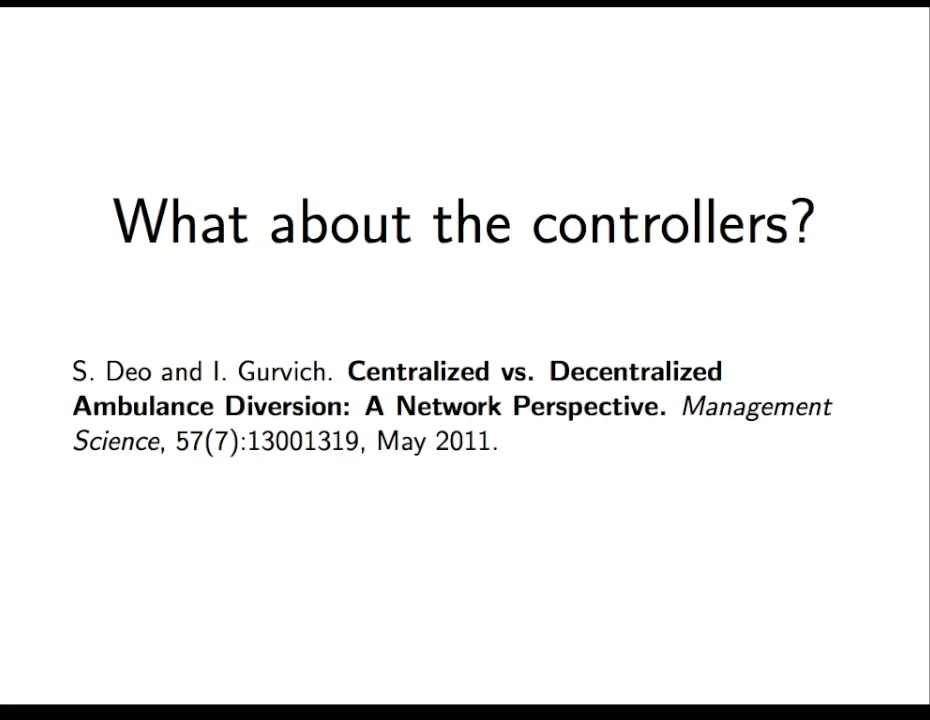 What about the controllers?
S. Deo and I. Gurvich. Centralized vs. Decentralized
Ambulance Diversion: A Network Perspective. Management
Science, 57(7):13001319, May 2011.